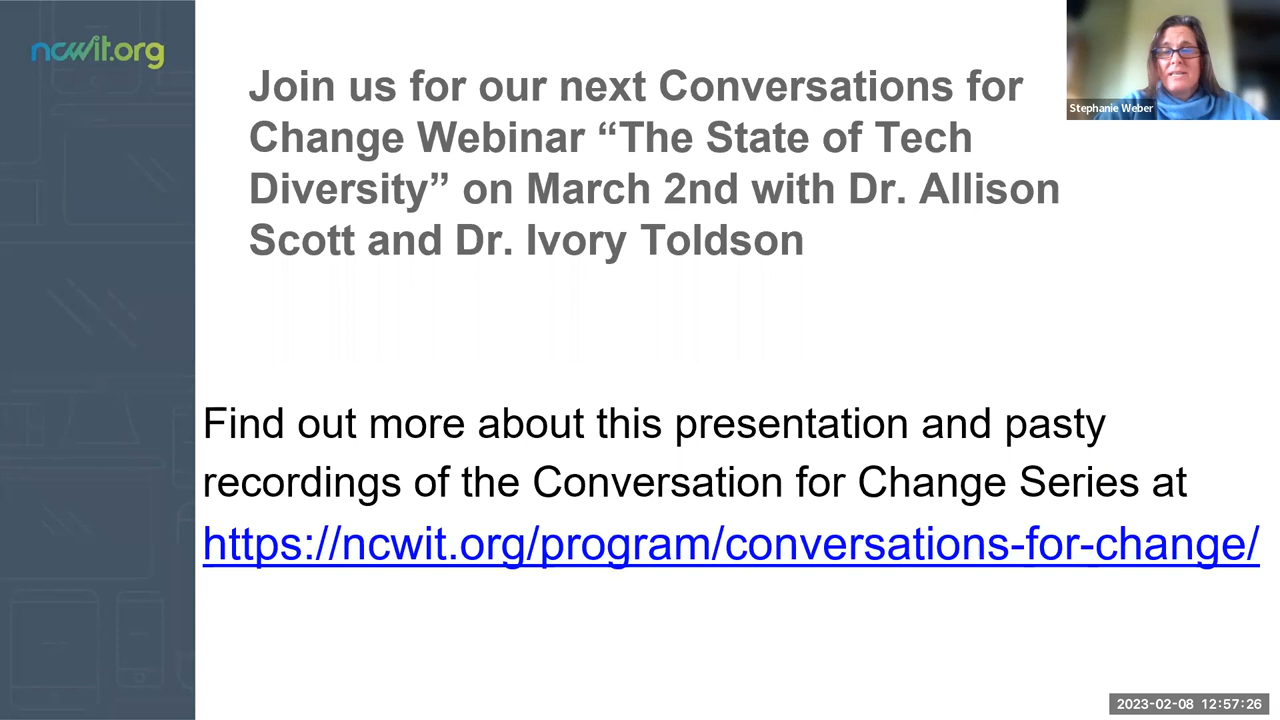 ncwit.org
Join us for our next Conversations for
Change Webinar “The State of Tech
Diversity” on March 2nd with Dr. Allison
Scott and Dr. Ivory Toldson
Stephanie Weber
Find out more about this presentation and pasty
recordings of the Conversation for Change Series at
https://ncwit.org/program/conversations-for-change/
2023-02-08 12:57:26